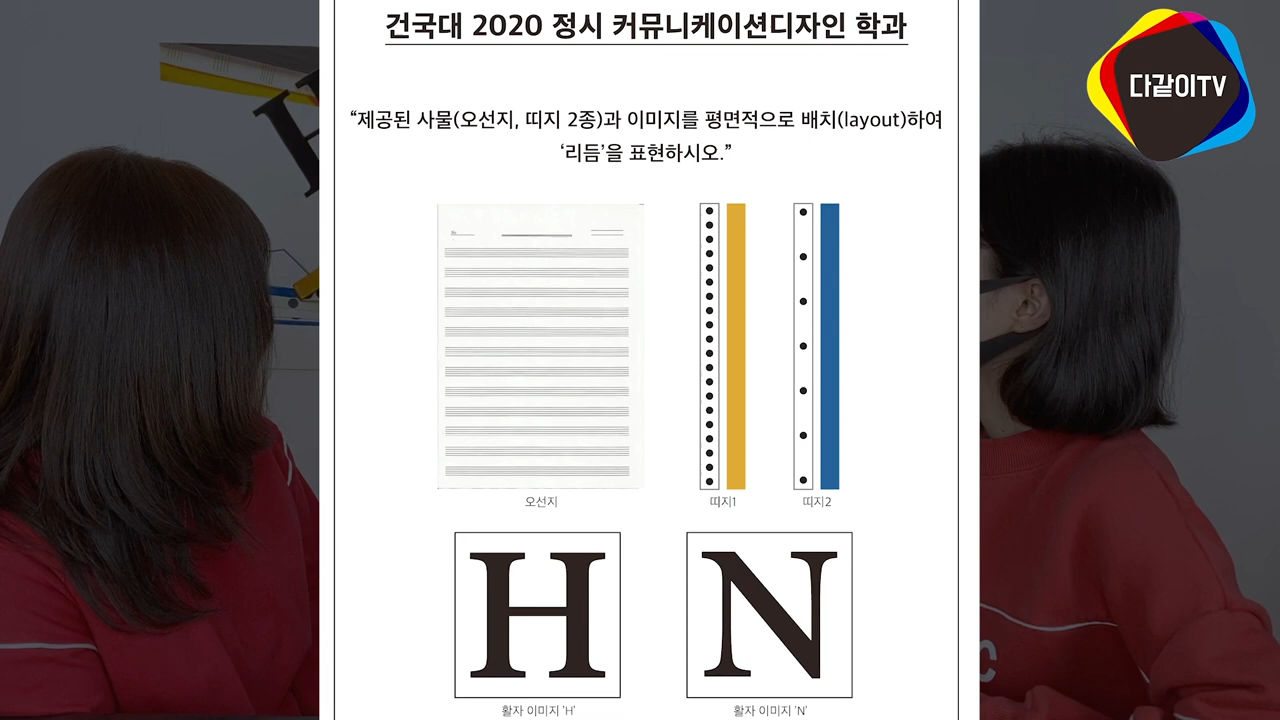 건국대 2020 정시 커뮤니케이션디자인 학과
다같이TV
“제공된 사물(오선지, 띠지 2종)과 이미지를 평면적으로 배치(layout)하여
‘리듬’을 표현하시오.”
오선지
띠지1
띠지2
H
N
활자 이미지 'H'
활자 이미지 'N'
C